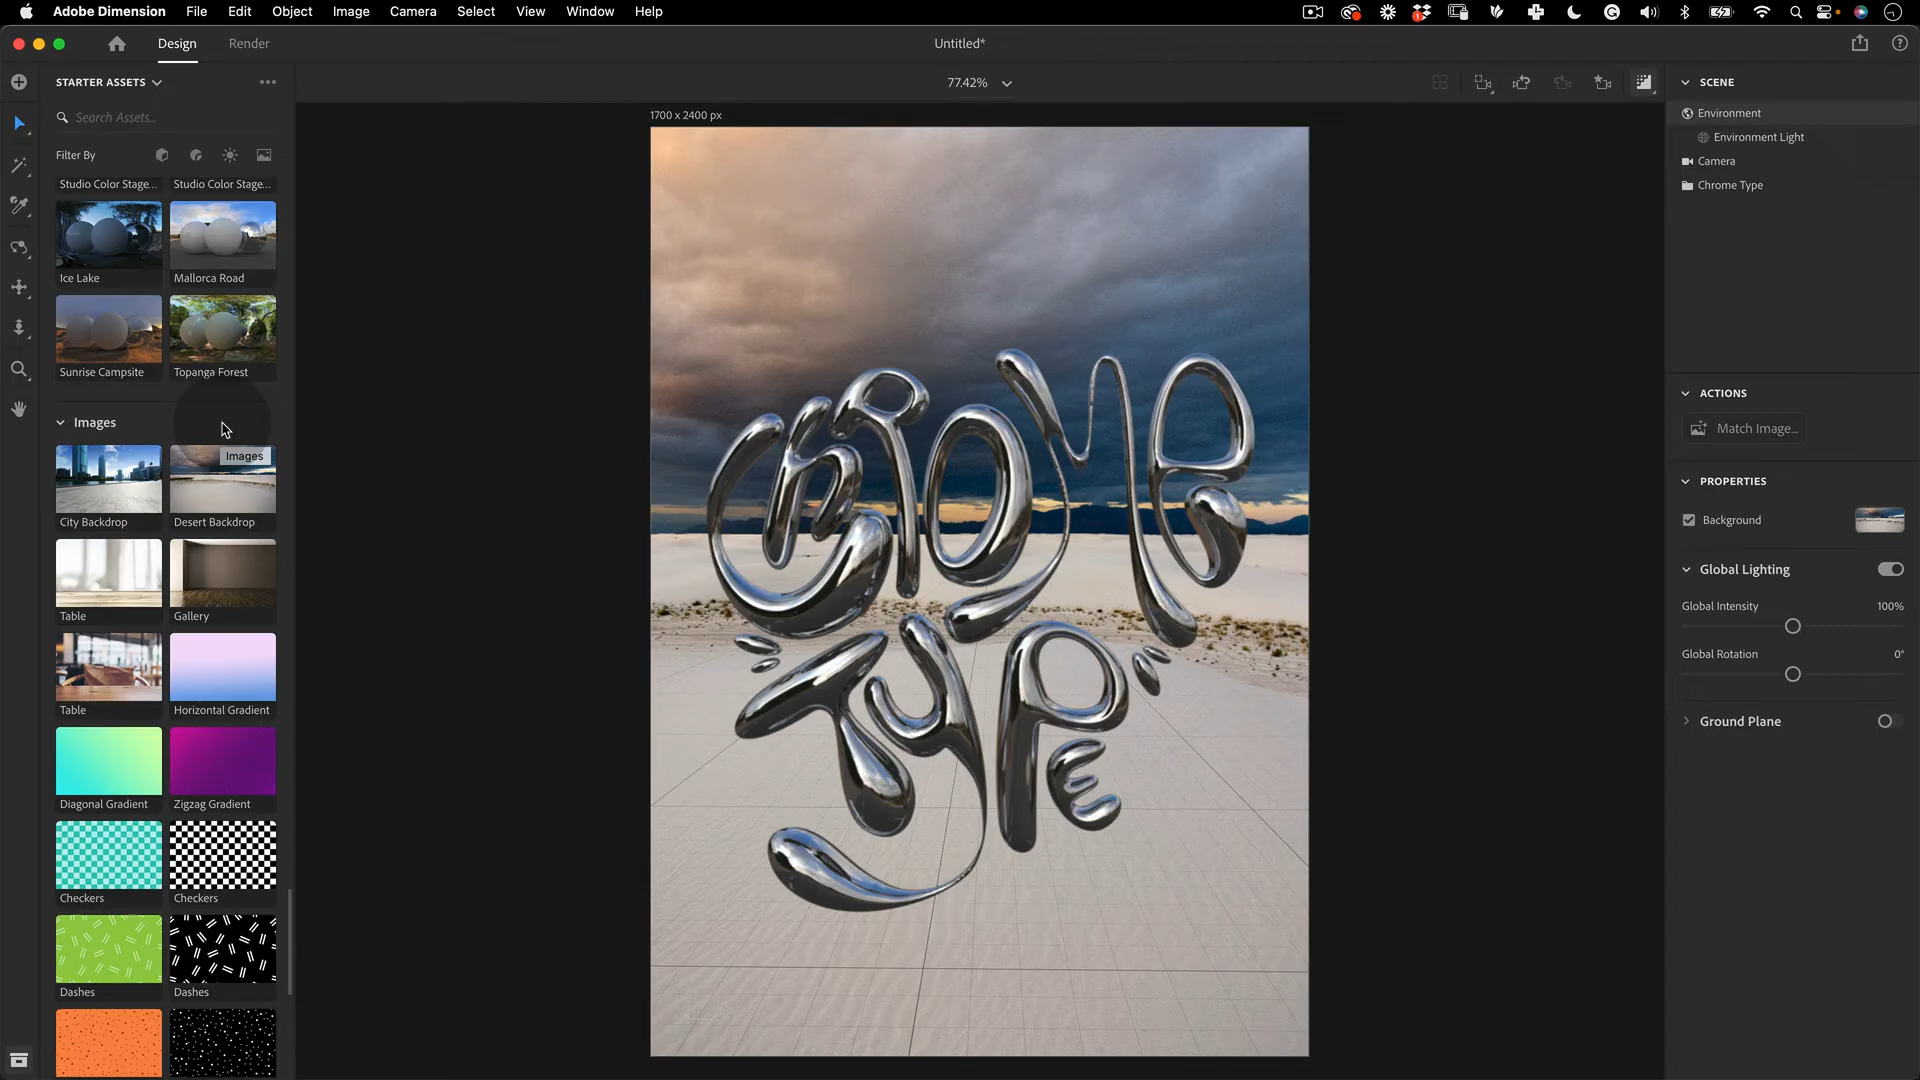 Adobe Dimension File Edit Object Image Camera Select View Window Help
Design Render Untitled*
STARTER ASSETS
77.42%
Search Assets...
Filter By
1700 x 2400 px
Studio Color Stage... Studio Color Stage...
Ice Lake Mallorca Road
Sunrise Campsite Topanga Forest
Images
Images
City Backdrop Desert Backdrop
Table Gallery
Table Horizontal Gradient
Diagonal Gradient Zigzag Gradient
Checkers Checkers
Dashes Dashes
CHROME
TYPE
SCENE
Environment
Environment Light
Camera
Chrome Type
ACTIONS
Match Image...
PROPERTIES
Background
Global Lighting
Global Intensity 100%
Global Rotation 0°
Ground Plane